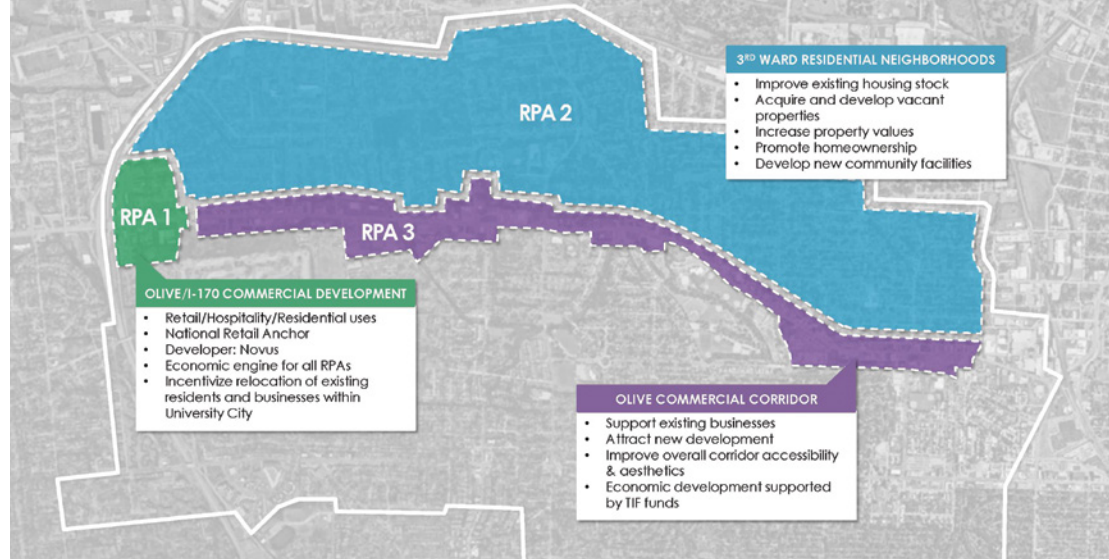 3RD WARD RESIDENTIAL NEIGHBORHOODS
• Improve existing housing stock
• Acquire and develop vacant
properties
• Increase property values
• Promote homeownership
• Develop new community facilities
RPA 2
RPA 1
RPA 3
OLIVE/I-170 COMMERCIAL DEVELOPMENT
• Retail/Hospitality/Residential uses
• National Retail Anchor
• Developer: Novus
• Economic engine for all RPAs
• Incentivize relocation of existing
residents and businesses within
University City
OLIVE COMMERCIAL CORRIDOR
• Support existing businesses
• Attract new development
• Improve overall corridor accessibility
& aesthetics
• Economic development supported
by TIF funds